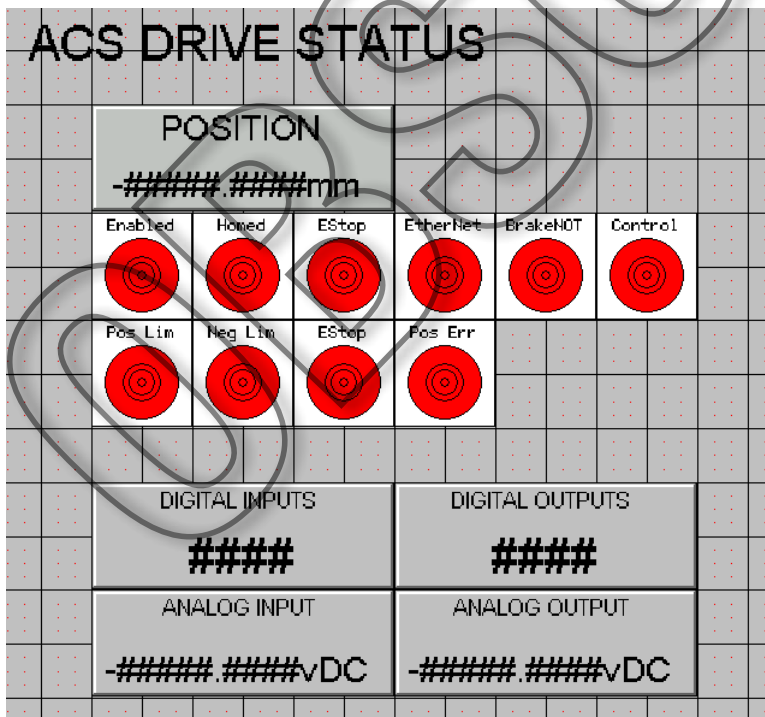 ACS DRIVE STATUS
POSITION
-#####.####mm
Enabled Homed EStop EtherNet BrakeNOT Control
Pos Lim Neg Lim EStop Pos Err
DIGITAL INPUTS DIGITAL OUTPUTS
#### ####
ANALOG INPUT ANALOG OUTPUT
-#####.####vDC -#####.####vDC